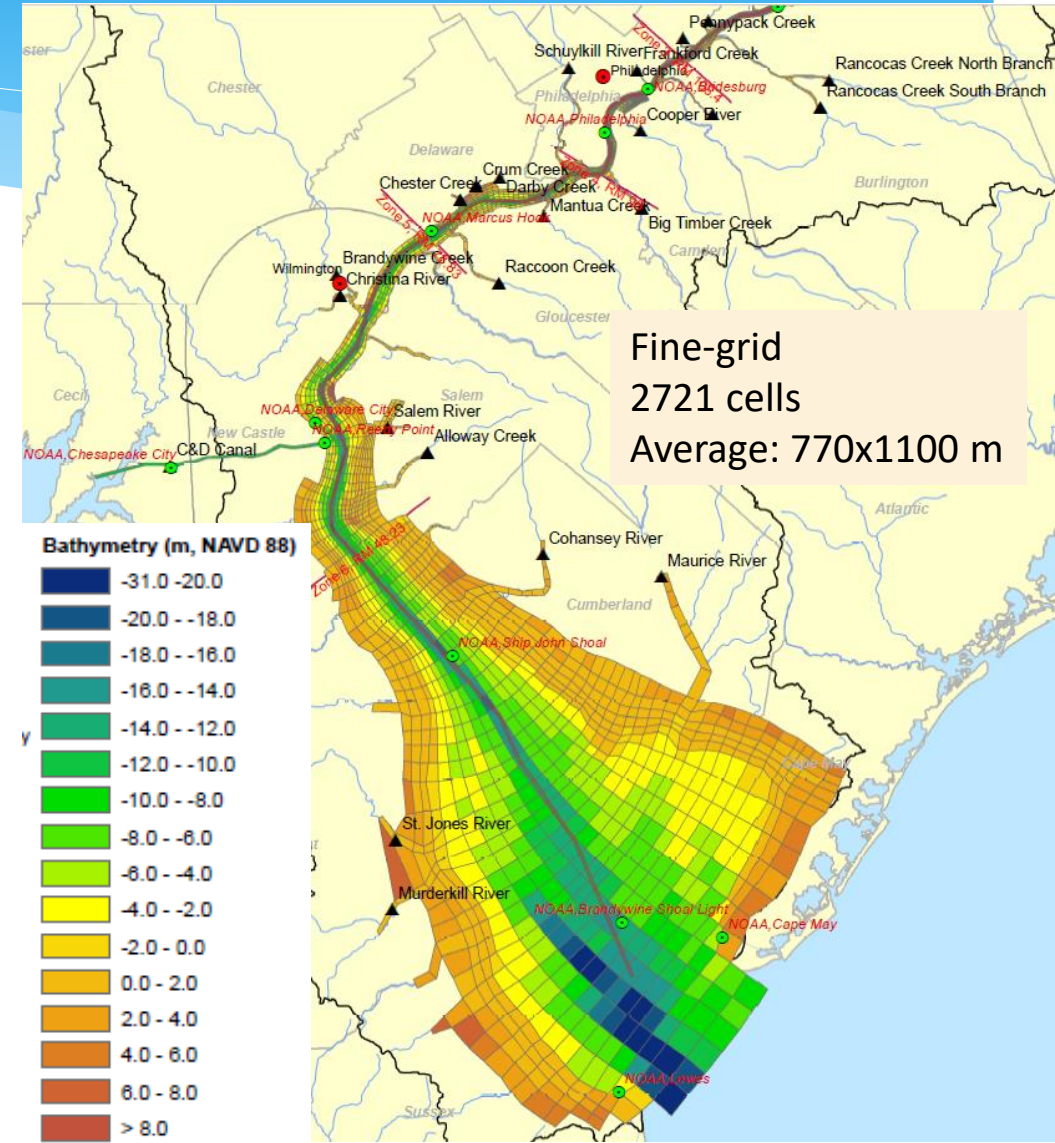 Pennypack Creek
Schuylkill River
Frankford Creek
Rancocas Creek North Branch
Chester
Philadelphia
NOAA,Bridesburg
Rancocas Creek South Branch
Philadelphia
NOAA,Philadelphia
Cooper River
Delaware
Crum Creek
Burlington
Chester Creek
Darby Creek
Mantua Creek
NOAA,Marcus Hook
Big Timber Creek
Camden
Brandywine Creek
Wilmington
Raccoon Creek
Christina River
Gloucester
Fine-grid
2721 cells
Average: 770x1100 m
Cecil
Salem
NOAA,Delaware City
Salem River
New Castle
NOAA,Reedy Point
Alloway Creek
NOAA,Chesapeake City
C&D Canal
Atlantic
Zone 6, RM 48.23
Cohansey River
Maurice River
Cumberland
NOAA,Ship John Shoal
Cape May
St. Jones River
Murderkill River
NOAA,Brandywine Shoal Light
NOAA,Cape May
NOAA,Lewes
Sussex
Bathymetry (m, NAVD 88)
-31.0 -20.0
-20.0 - -18.0
-18.0 - -16.0
-16.0 - -14.0
-14.0 - -12.0
-12.0 - -10.0
-10.0 - -8.0
-8.0 - -6.0
-6.0 - -4.0
-4.0 - -2.0
-2.0 - 0.0
0.0 - 2.0
2.0 - 4.0
4.0 - 6.0
6.0 - 8.0
> 8.0